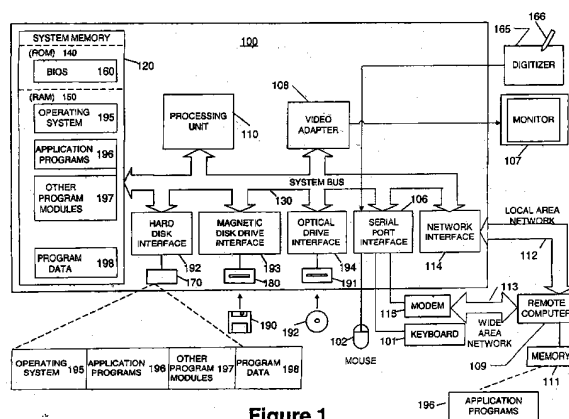 SYSTEM MEMORY
(ROM) 140
BIOS 160
(RAM) 150
OPERATING
SYSTEM 195
APPLICATION
PROGRAMS 196
OTHER
PROGRAM
MODULES 197
PROGRAM
DATA 198
120
100
PROCESSING
UNIT
110
108
VIDEO
ADAPTER
165
166
DIGITIZER
MONITOR
107
SYSTEM BUS
130
106
HARD
DISK
INTERFACE
192
MAGNETIC
DISK DRIVE
INTERFACE
193
OPTICAL
DRIVE
INTERFACE
194
SERIAL
PORT
INTERFACE
NETWORK
INTERFACE
114
LOCAL AREA
NETWORK
112
170
180
191
190
192
102
MOUSE
MODEM
115
KEYBOARD
101
113
WIDE
AREA
NETWORK
REMOTE
COMPUTER
109
MEMORY
111
OPERATING
SYSTEM 195
APPLICATION
PROGRAMS 196
OTHER
PROGRAM 197
MODULES
PROGRAM
DATA 198
196
APPLICATION
PROGRAMS
Figure 1